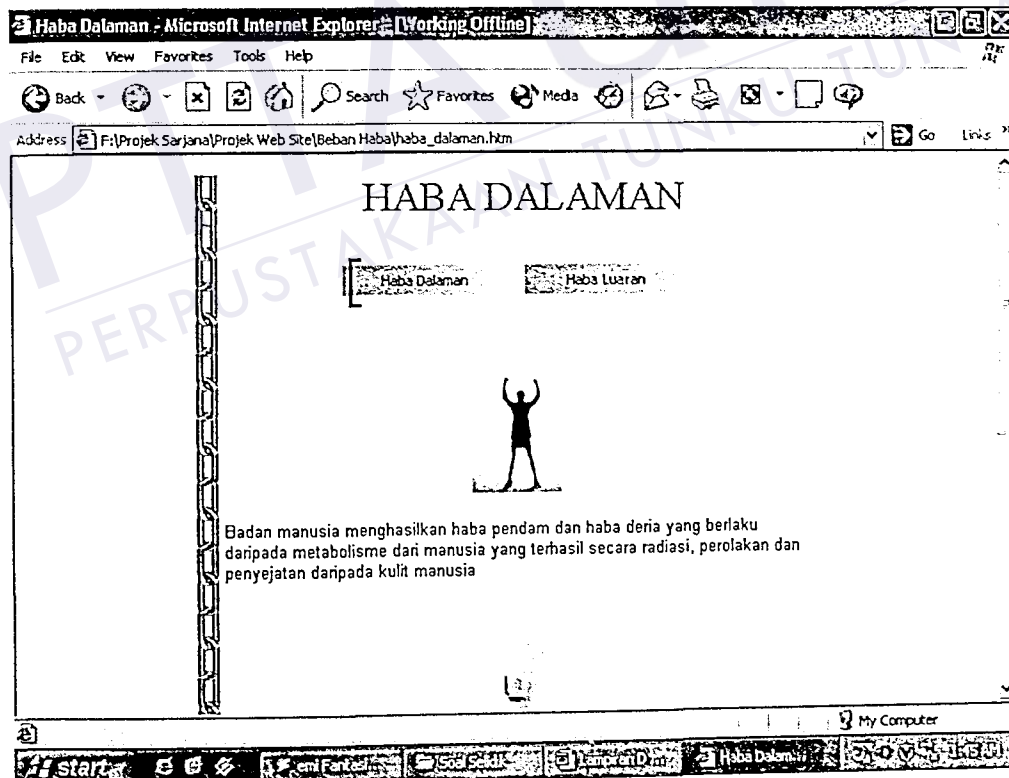 Haba Dalaman - Microsoft Internet Explorer - [Working Offline]
File Edit View Favorites Tools Help
Back Search Favorites Media
Address F:\Projek Sarjana\Projek Web Site\Beban Haba\haba_dalaman.htm Go Links »
HABA DALAMAN
Haba Dalaman Haba Luaran
Badan manusia menghasilkan haba pendam dan haba deria yang berlaku
daripada metabolisme dari manusia yang terhasil secara radiasi, perolakan dan
penyejatan daripada kulit manusia
My Computer
start Haba Dalam...
PERPUSTAKAAN TUNKU TUN